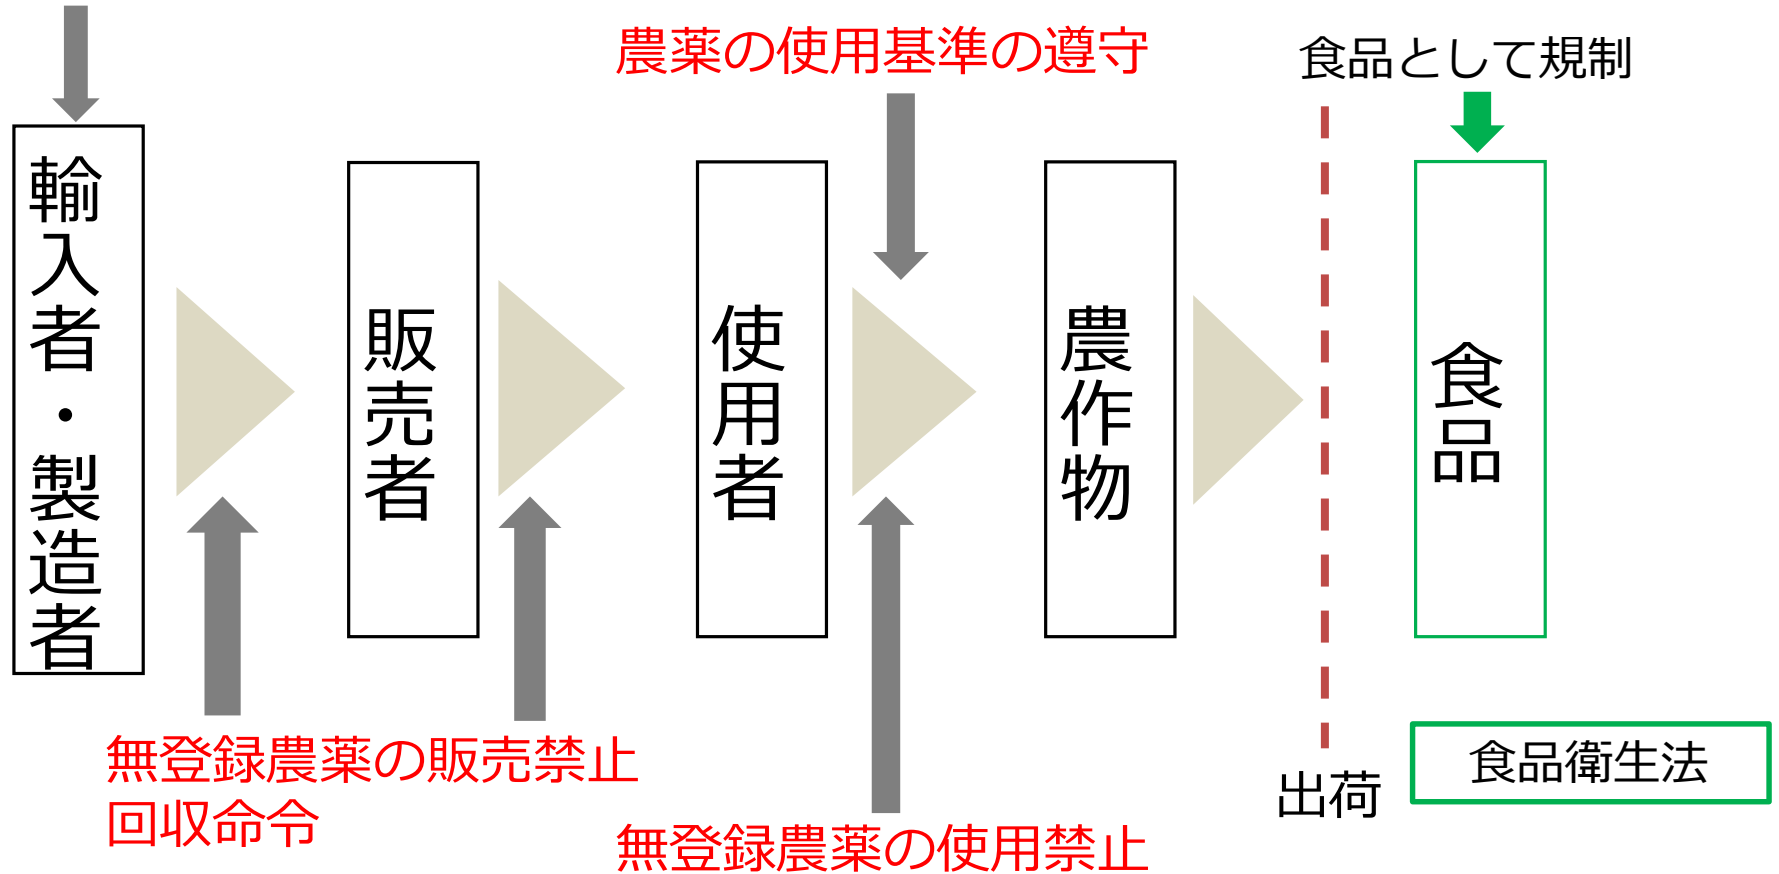 農薬の使用基準の遵守
食品として規制
輸入者・製造者
販売者
使用者
農作物
食品
無登録農薬の販売禁止
回収命令
無登録農薬の使用禁止
出荷
食品衛生法